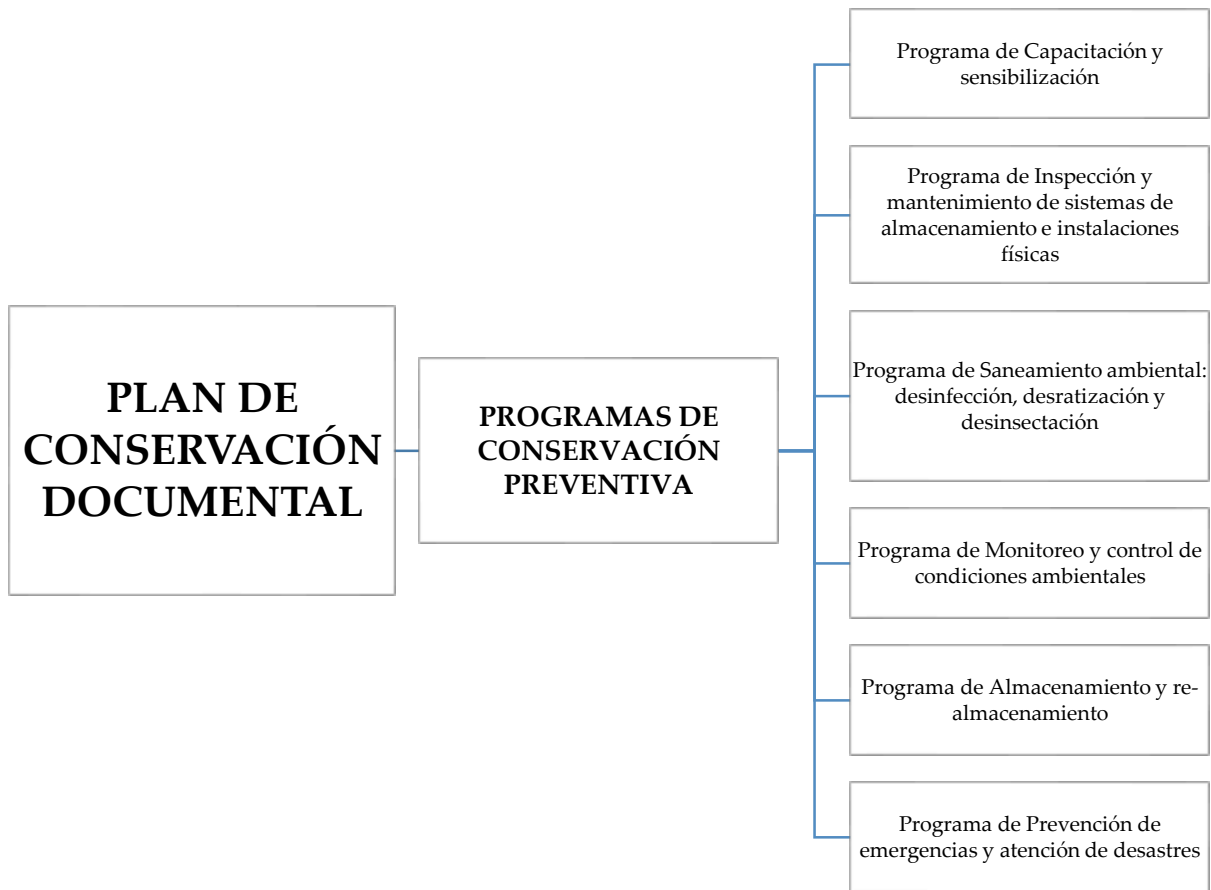 PLAN DE
CONSERVACIÓN
DOCUMENTAL
PROGRAMAS DE
CONSERVACIÓN
PREVENTIVA
Programa de Capacitación y
sensibilización
Programa de Inspección y
mantenimiento de sistemas de
almacenamiento e instalaciones
físicas
Programa de Saneamiento ambiental:
desinfección, desratización y
desinsectación
Programa de Monitoreo y control de
condiciones ambientales
Programa de Almacenamiento y re-
almacenamiento
Programa de Prevención de
emergencias y atención de desastres